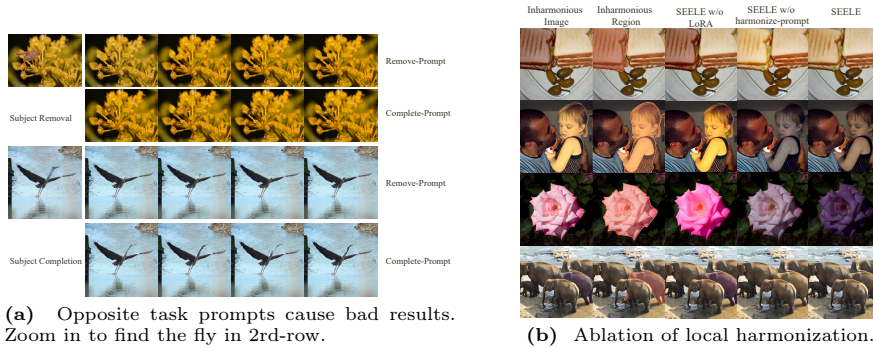 Remove-Prompt
Subject Removal
Complete-Prompt
Remove-Prompt
Subject Completion
Complete-Prompt
(a) Opposite task prompts cause bad results.
Zoom in to find the fly in 2rd-row.
Inharmonious
Image
Inharmonious
Region
SEELE w/o
LoRA
SEELE w/o
harmonize-prompt
SEELE
(b) Ablation of local harmonization.